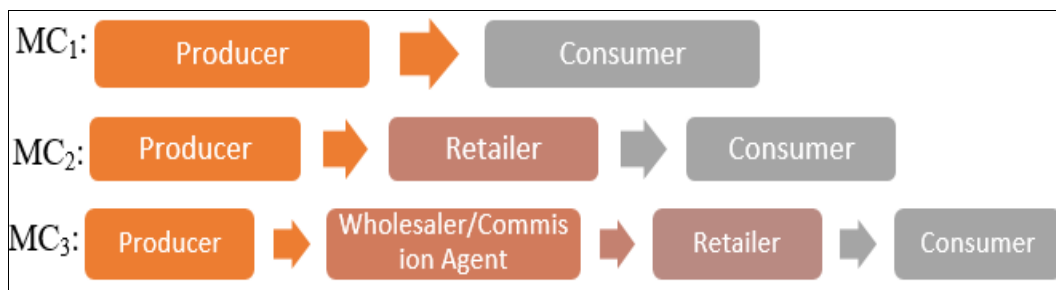 MC₁: Producer Consumer
MC₂: Producer Retailer Consumer
MC₃: Producer Wholesaler/Commis
ion Agent Retailer Consumer